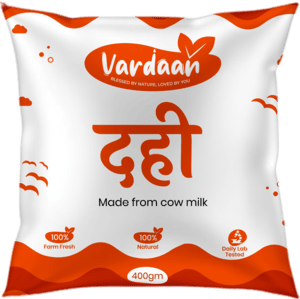 Vardaan
BLESSED BY NATURE, LOVED BY YOU
दही
Made from cow milk
100%
Farm Fresh
100%
Natural
Daily Lab
Tested
400gm